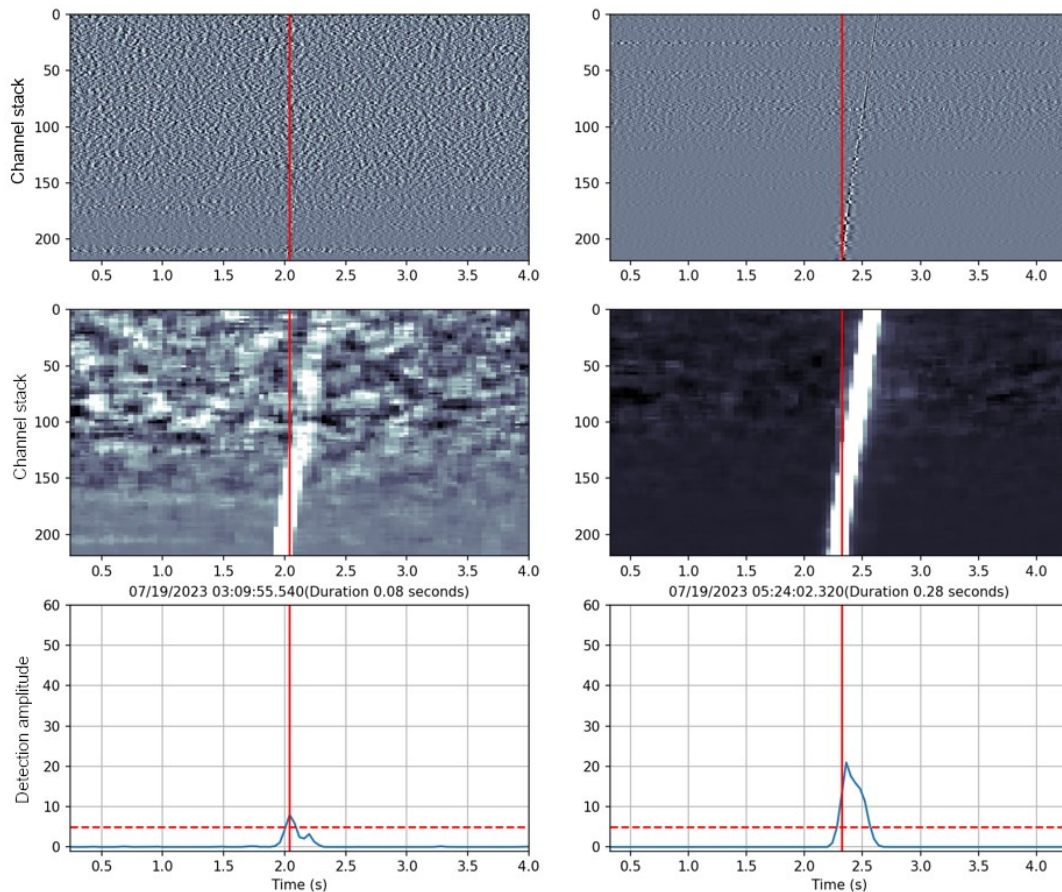 0
50
100
150
200
Channel stack
0.5 1.0 1.5 2.0 2.5 3.0 3.5 4.0
0
50
100
150
200
0.5 1.0 1.5 2.0 2.5 3.0 3.5 4.0
0
50
100
150
200
Channel stack
0.5 1.0 1.5 2.0 2.5 3.0 3.5 4.0
0
50
100
150
200
0.5 1.0 1.5 2.0 2.5 3.0 3.5 4.0
07/19/2023 03:09:55.540(Duration 0.08 seconds)
60
50
40
30
20
10
0
Detection amplitude
0.5 1.0 1.5 2.0 2.5 3.0 3.5 4.0
Time (s)
07/19/2023 05:24:02.320(Duration 0.28 seconds)
60
50
40
30
20
10
0
0.5 1.0 1.5 2.0 2.5 3.0 3.5 4.0
Time (s)